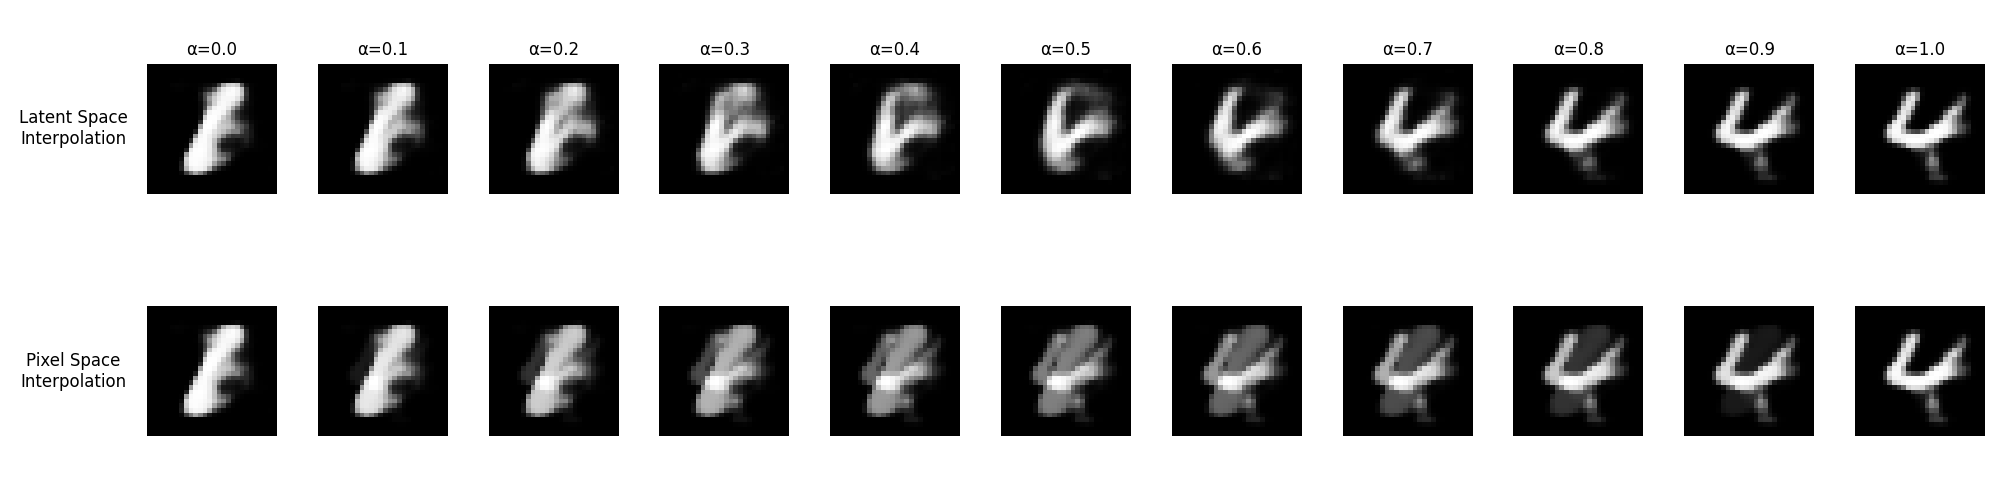 α=0.0 α=0.1 α=0.2 α=0.3 α=0.4 α=0.5 α=0.6 α=0.7 α=0.8 α=0.9 α=1.0
Latent Space
Interpolation
Pixel Space
Interpolation